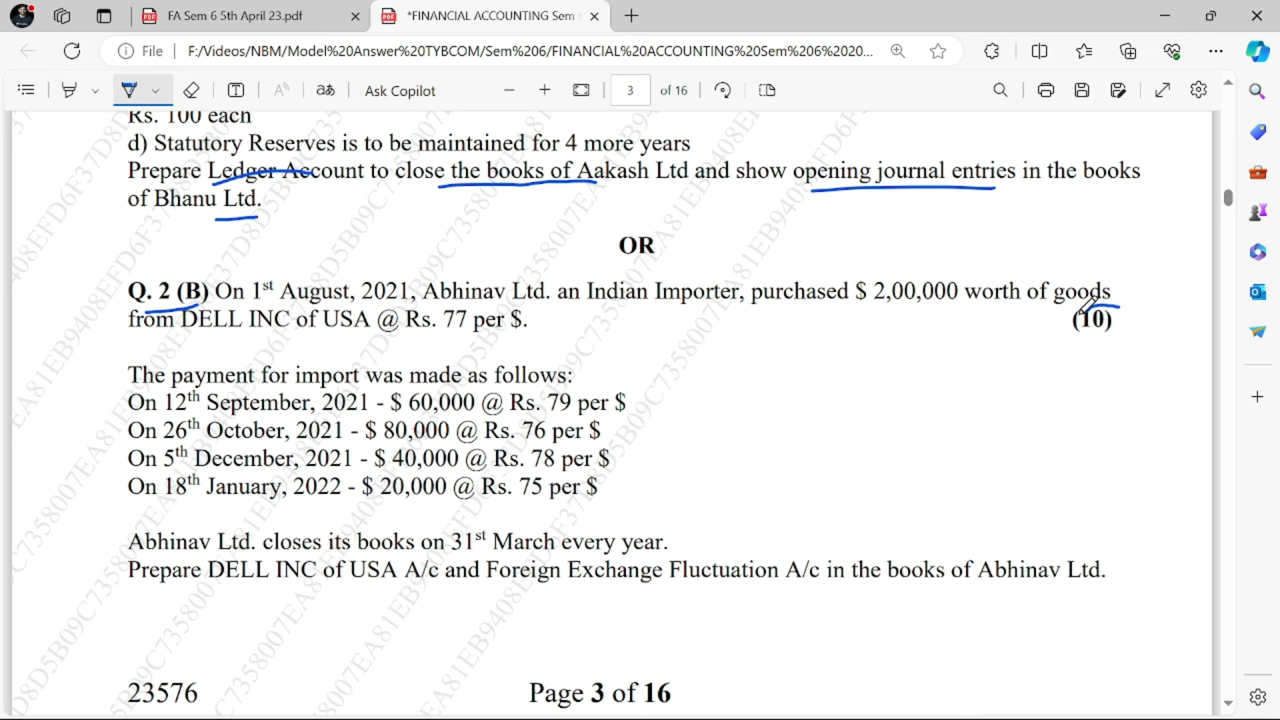 FA Sem 6 5th April 23.pdf
*FINANCIAL ACCOUNTING Sem
File F:/Videos/NBM/Model%20Answer%20TYBCOM/Sem%206/FINANCIAL%20ACCOUNTING%20Sem%206%2020...
Ask Copilot 3 of 16
Rs. 100 each
d) Statutory Reserves is to be maintained for 4 more years
Prepare Ledger Account to close the books of Aakash Ltd and show opening journal entries in the books
of Bhanu Ltd.
OR
Q. 2 (B) On 1st August, 2021, Abhinav Ltd. an Indian Importer, purchased $ 2,00,000 worth of goods
from DELL INC of USA @ Rs. 77 per $. (10)
The payment for import was made as follows:
On 12th September, 2021 - $ 60,000 @ Rs. 79 per $
On 26th October, 2021 - $ 80,000 @ Rs. 76 per $
On 5th December, 2021 - $ 40,000 @ Rs. 78 per $
On 18th January, 2022 - $ 20,000 @ Rs. 75 per $
Abhinav Ltd. closes its books on 31st March every year.
Prepare DELL INC of USA A/c and Foreign Exchange Fluctuation A/c in the books of Abhinav Ltd.
23576 Page 3 of 16